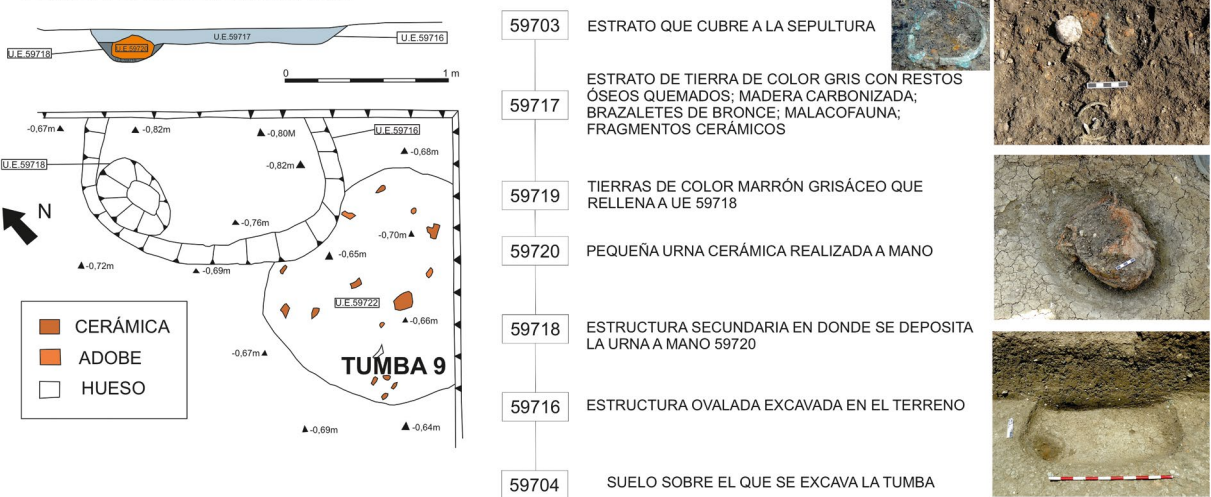 U.E.59717
U.E.59716
U.E.59718
U.E.59720
0
1 m
-0,67m
-0,82m
-0,80M
U.E.59716
-0,68m
U.E.59718
-0,82m
N
-0,76m
-0,70m
-0,65m
-0,72m
-0,69m
U.E.59722
-0,66m
-0,67m
TUMBA 9
-0,69m
-0,64m
CERÁMICA
ADOBE
HUESO
59703
ESTRATO QUE CUBRE A LA SEPULTURA
59717
ESTRATO DE TIERRA DE COLOR GRIS CON RESTOS
ÓSEOS QUEMADOS; MADERA CARBONIZADA;
BRAZALETES DE BRONCE; MALACOFAUNA;
FRAGMENTOS CERÁMICOS
59719
TIERRAS DE COLOR MARRÓN GRISÁCEO QUE
RELLENA A UE 59718
59720
PEQUEÑA URNA CERÁMICA REALIZADA A MANO
59718
ESTRUCTURA SECUNDARIA EN DONDE SE DEPOSITA
LA URNA A MANO 59720
59716
ESTRUCTURA OVALADA EXCAVADA EN EL TERRENO
59704
SUELO SOBRE EL QUE SE EXCAVA LA TUMBA